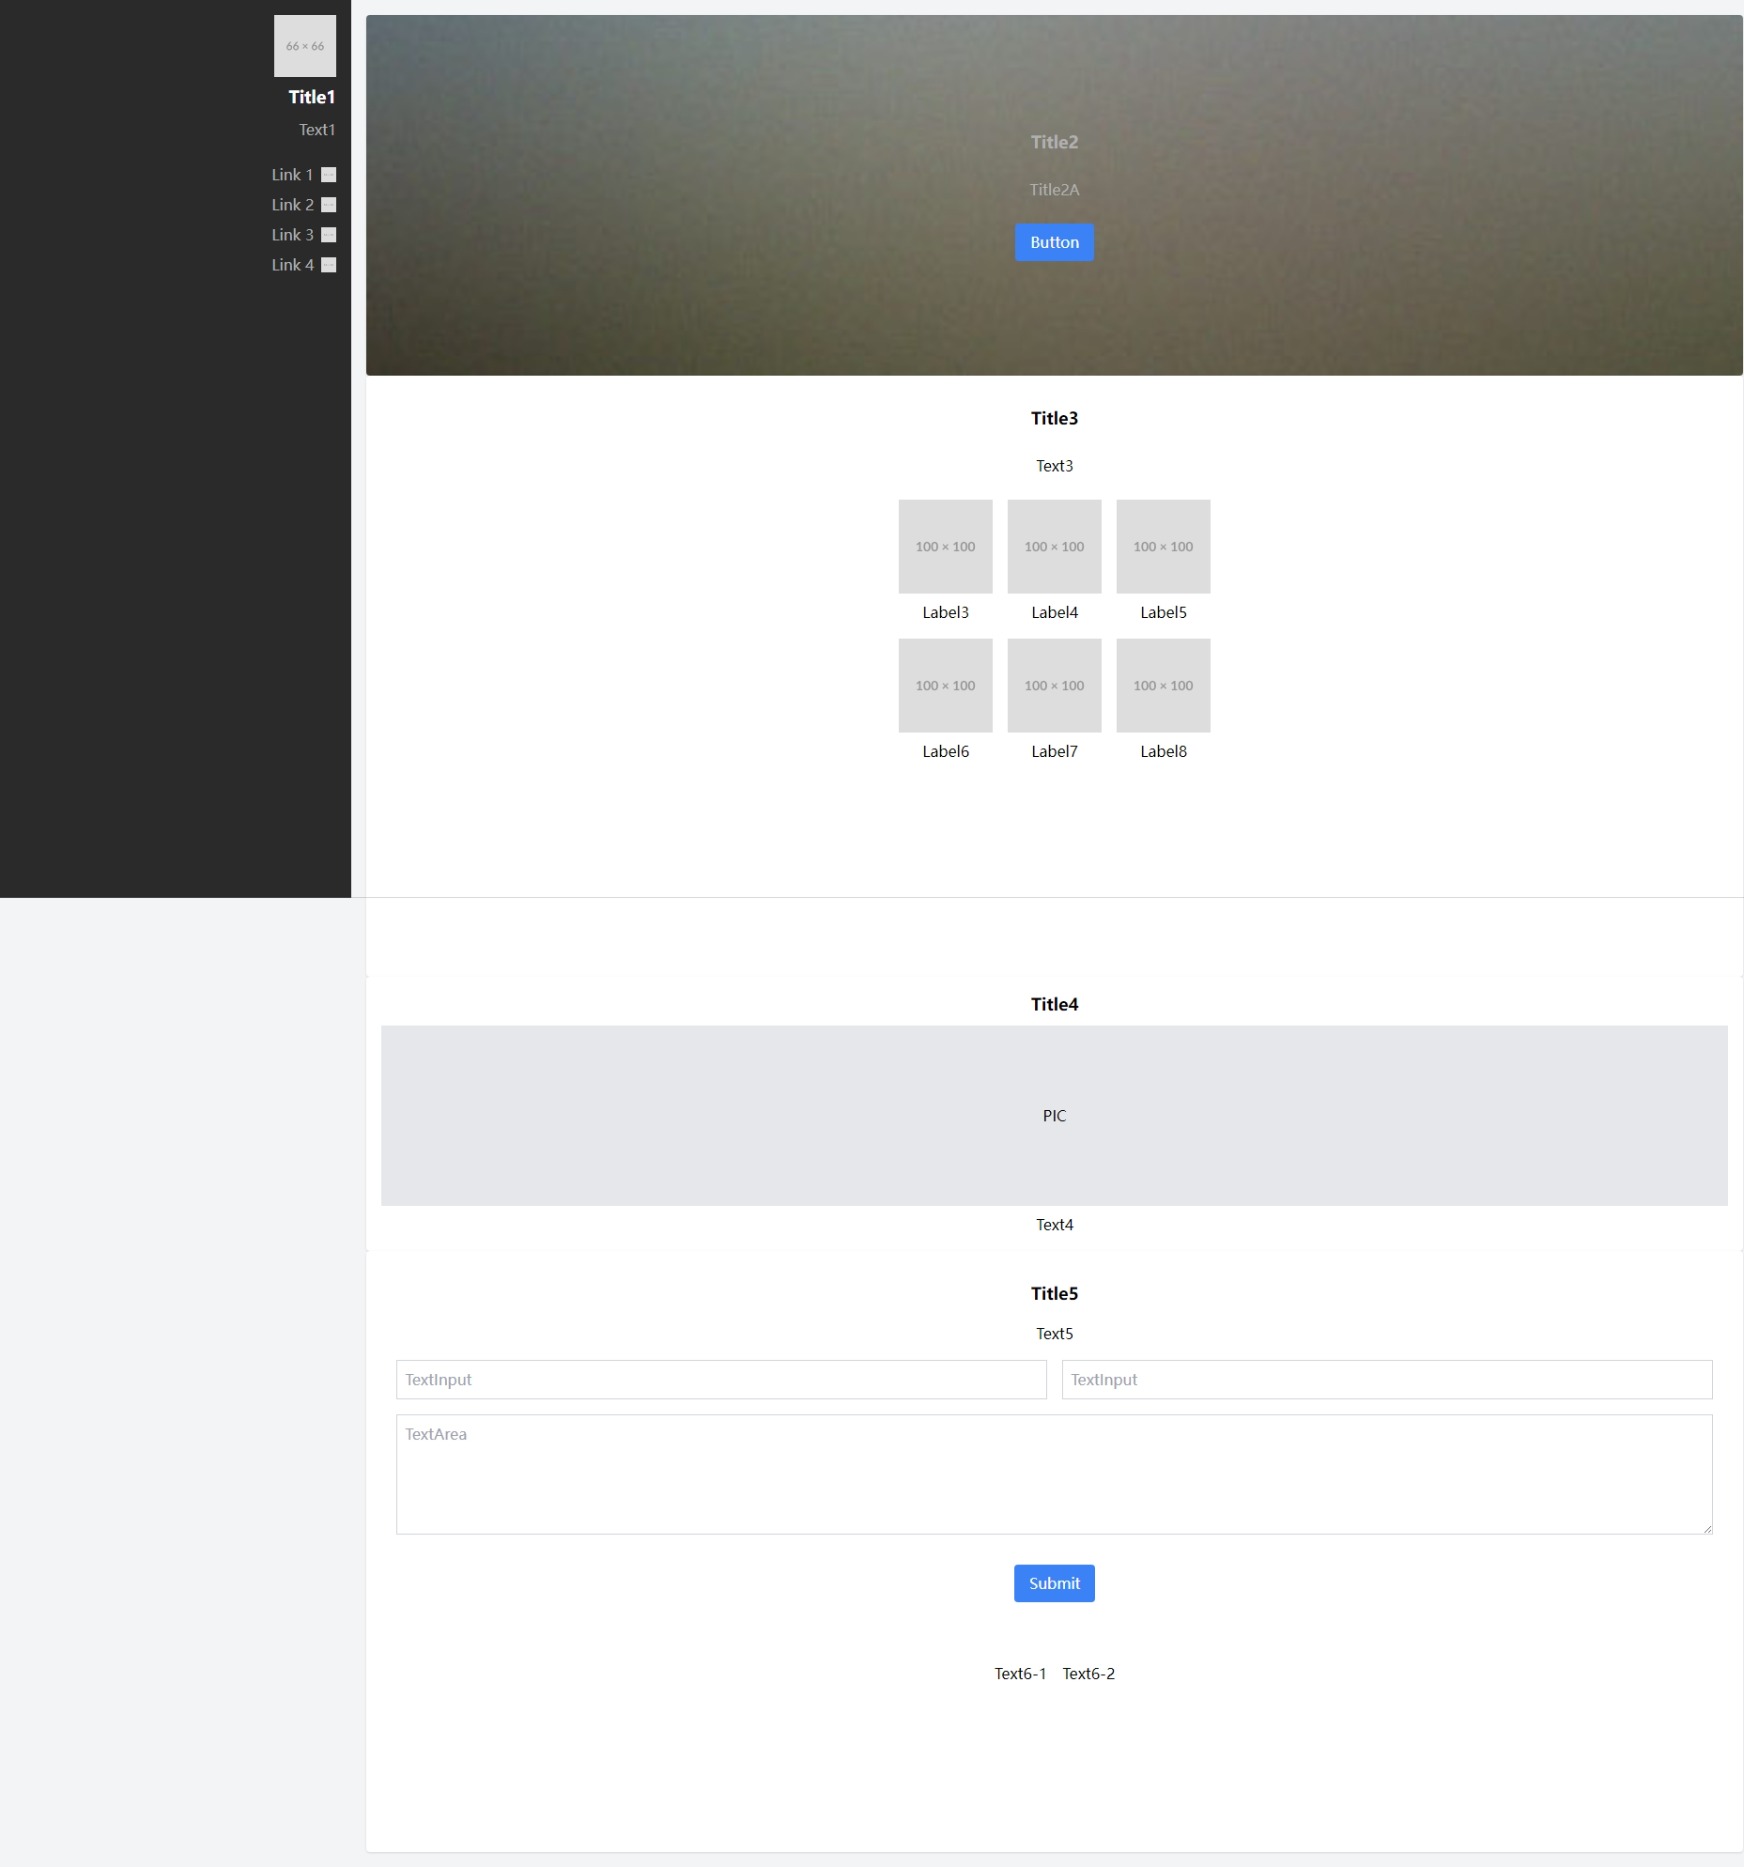 66 × 66
Title1
Text1
Link 1
Link 2
Link 3
Link 4
Title2
Title2A
Button
Title3
Text3
100 × 100 100 × 100 100 × 100
Label3 Label4 Label5
100 × 100 100 × 100 100 × 100
Label6 Label7 Label8
Title4
PIC
Text4
Title5
Text5
TextInput TextInput
TextArea
Submit
Text6-1 Text6-2